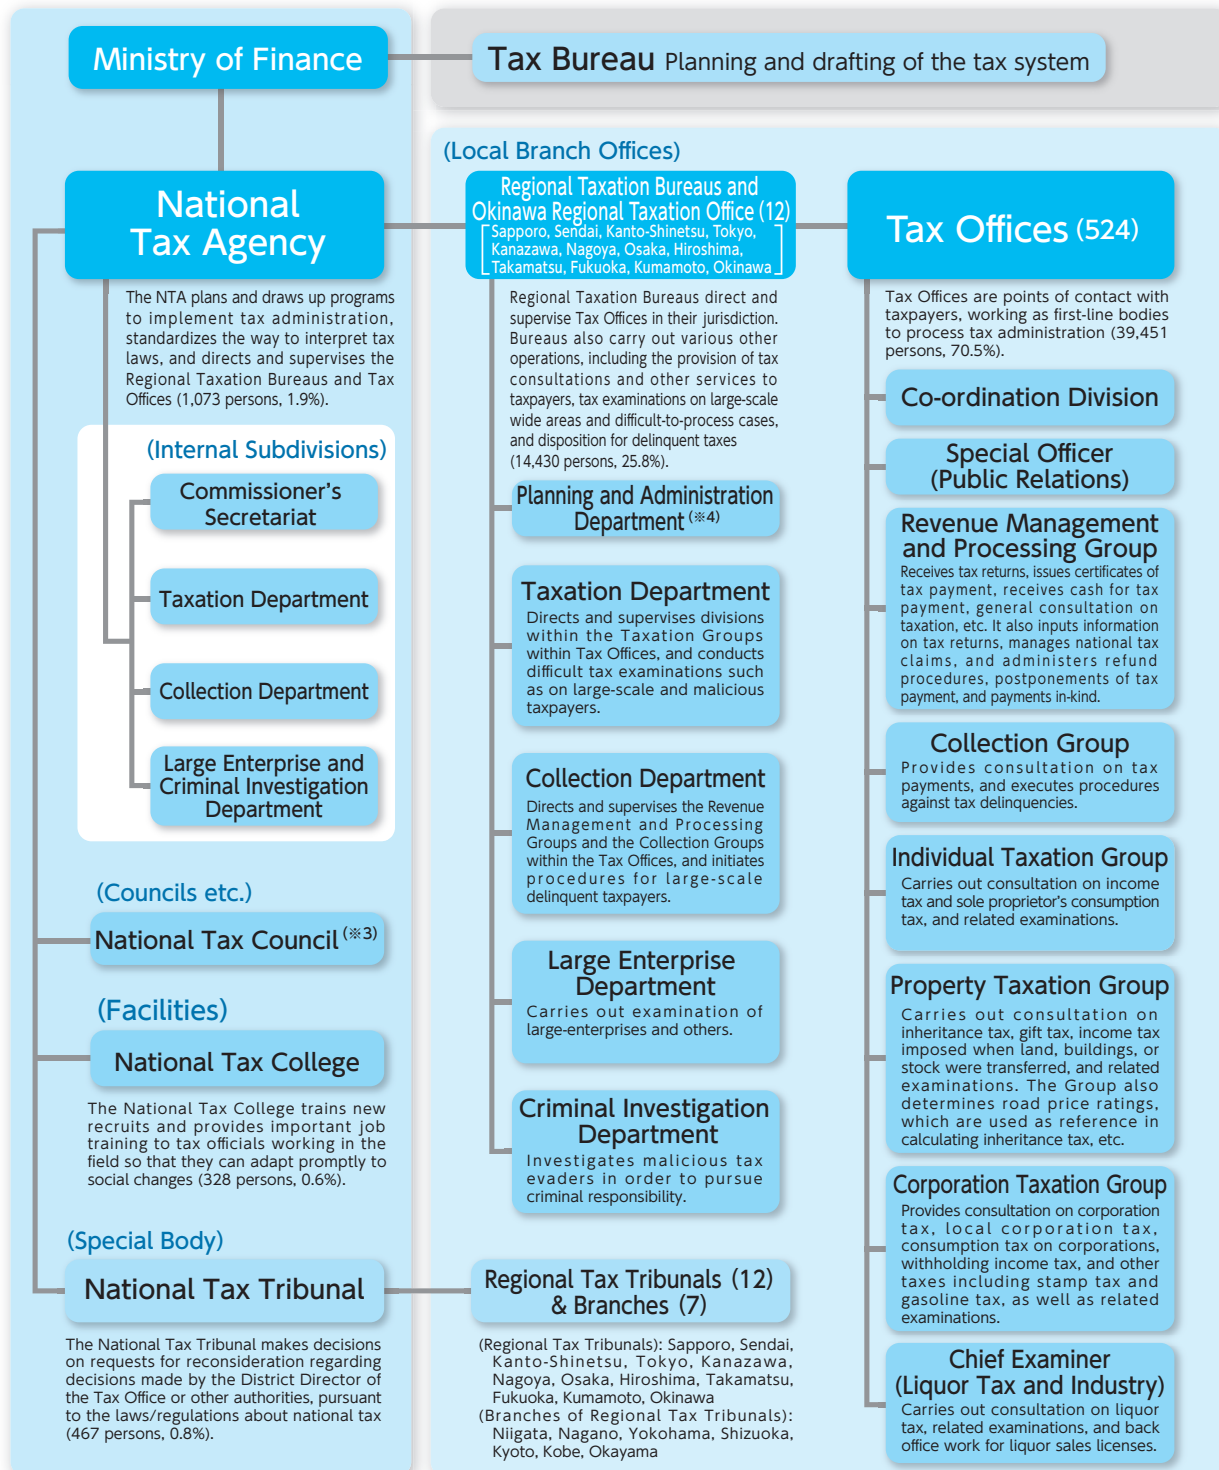 Ministry of Finance
Tax Bureau Planning and drafting of the tax system
National
Tax Agency
The NTA plans and draws up programs
to implement tax administration,
standardizes the way to interpret tax
laws, and directs and supervises the
Regional Taxation Bureaus and Tax
Offices (1,073 persons, 1.9%).
(Internal Subdivisions)
Commissioner's
Secretariat
Taxation Department
Collection Department
Large Enterprise and
Criminal Investigation
Department
(Councils etc.)
National Tax Council (※3)
(Facilities)
National Tax College
The National Tax College trains new
recruits and provides important job
training to tax officials working in the
field so that they can adapt promptly to
social changes (328 persons, 0.6%).
(Special Body)
National Tax Tribunal
The National Tax Tribunal makes decisions
on requests for reconsideration regarding
decisions made by the District Director of
the Tax Office or other authorities, pursuant
to the laws/regulations about national tax
(467 persons, 0.8%).
(Local Branch Offices)
Regional Taxation Bureaus and
Okinawa Regional Taxation Office (12)
[Sapporo, Sendai, Kanto-Shinetsu, Tokyo,
Kanazawa, Nagoya, Osaka, Hiroshima,
Takamatsu, Fukuoka, Kumamoto, Okinawa]
Regional Taxation Bureaus direct and
supervise Tax Offices in their jurisdiction.
Bureaus also carry out various other
operations, including the provision of tax
consultations and other services to
taxpayers, tax examinations on large-scale
wide areas and difficult-to-process cases,
and disposition for delinquent taxes
(14,430 persons, 25.8%).
Planning and Administration
Department (※4)
Taxation Department
Directs and supervises divisions
within the Taxation Groups
within Tax Offices, and conducts
difficult tax examinations such
as on large-scale and malicious
taxpayers.
Collection Department
Directs and supervises the Revenue
Management and Processing
Groups and the Collection Groups
within the Tax Offices, and initiates
procedures for large-scale
delinquent taxpayers.
Large Enterprise
Department
Carries out examination of
large-enterprises and others.
Criminal Investigation
Department
Investigates malicious tax
evaders in order to pursue
criminal responsibility.
Regional Tax Tribunals (12)
& Branches (7)
(Regional Tax Tribunals): Sapporo, Sendai,
Kanto-Shinetsu, Tokyo, Kanazawa,
Nagoya, Osaka, Hiroshima, Takamatsu,
Fukuoka, Kumamoto, Okinawa
(Branches of Regional Tax Tribunals):
Niigata, Nagano, Yokohama, Shizuoka,
Kyoto, Kobe, Okayama
Tax Offices (524)
Tax Offices are points of contact with
taxpayers, working as first-line bodies
to process tax administration (39,451
persons, 70.5%).
Co-ordination Division
Special Officer
(Public Relations)
Revenue Management
and Processing Group
Receives tax returns, issues certificates of
tax payment, receives cash for tax
payment, general consultation on
taxation, etc. It also inputs information
on tax returns, manages national tax
claims, and administers refund
procedures, postponements of tax
payment, and payments in-kind.
Collection Group
Provides consultation on tax
payments, and executes procedures
against tax delinquencies.
Individual Taxation Group
Carries out consultation on income
tax and sole proprietor's consumption
tax, and related examinations.
Property Taxation Group
Carries out consultation on
inheritance tax, gift tax, income tax
imposed when land, buildings, or
stock were transferred, and related
examinations. The Group also
determines road price ratings,
which are used as reference in
calculating inheritance tax, etc.
Corporation Taxation Group
Provides consultation on corporation
tax, local corporation tax,
consumption tax on corporations,
withholding income tax, and other
taxes including stamp tax and
gasoline tax, as well as related
examinations.
Chief Examiner
(Liquor Tax and Industry)
Carries out consultation on liquor
tax, related examinations, and back
office work for liquor sales licenses.